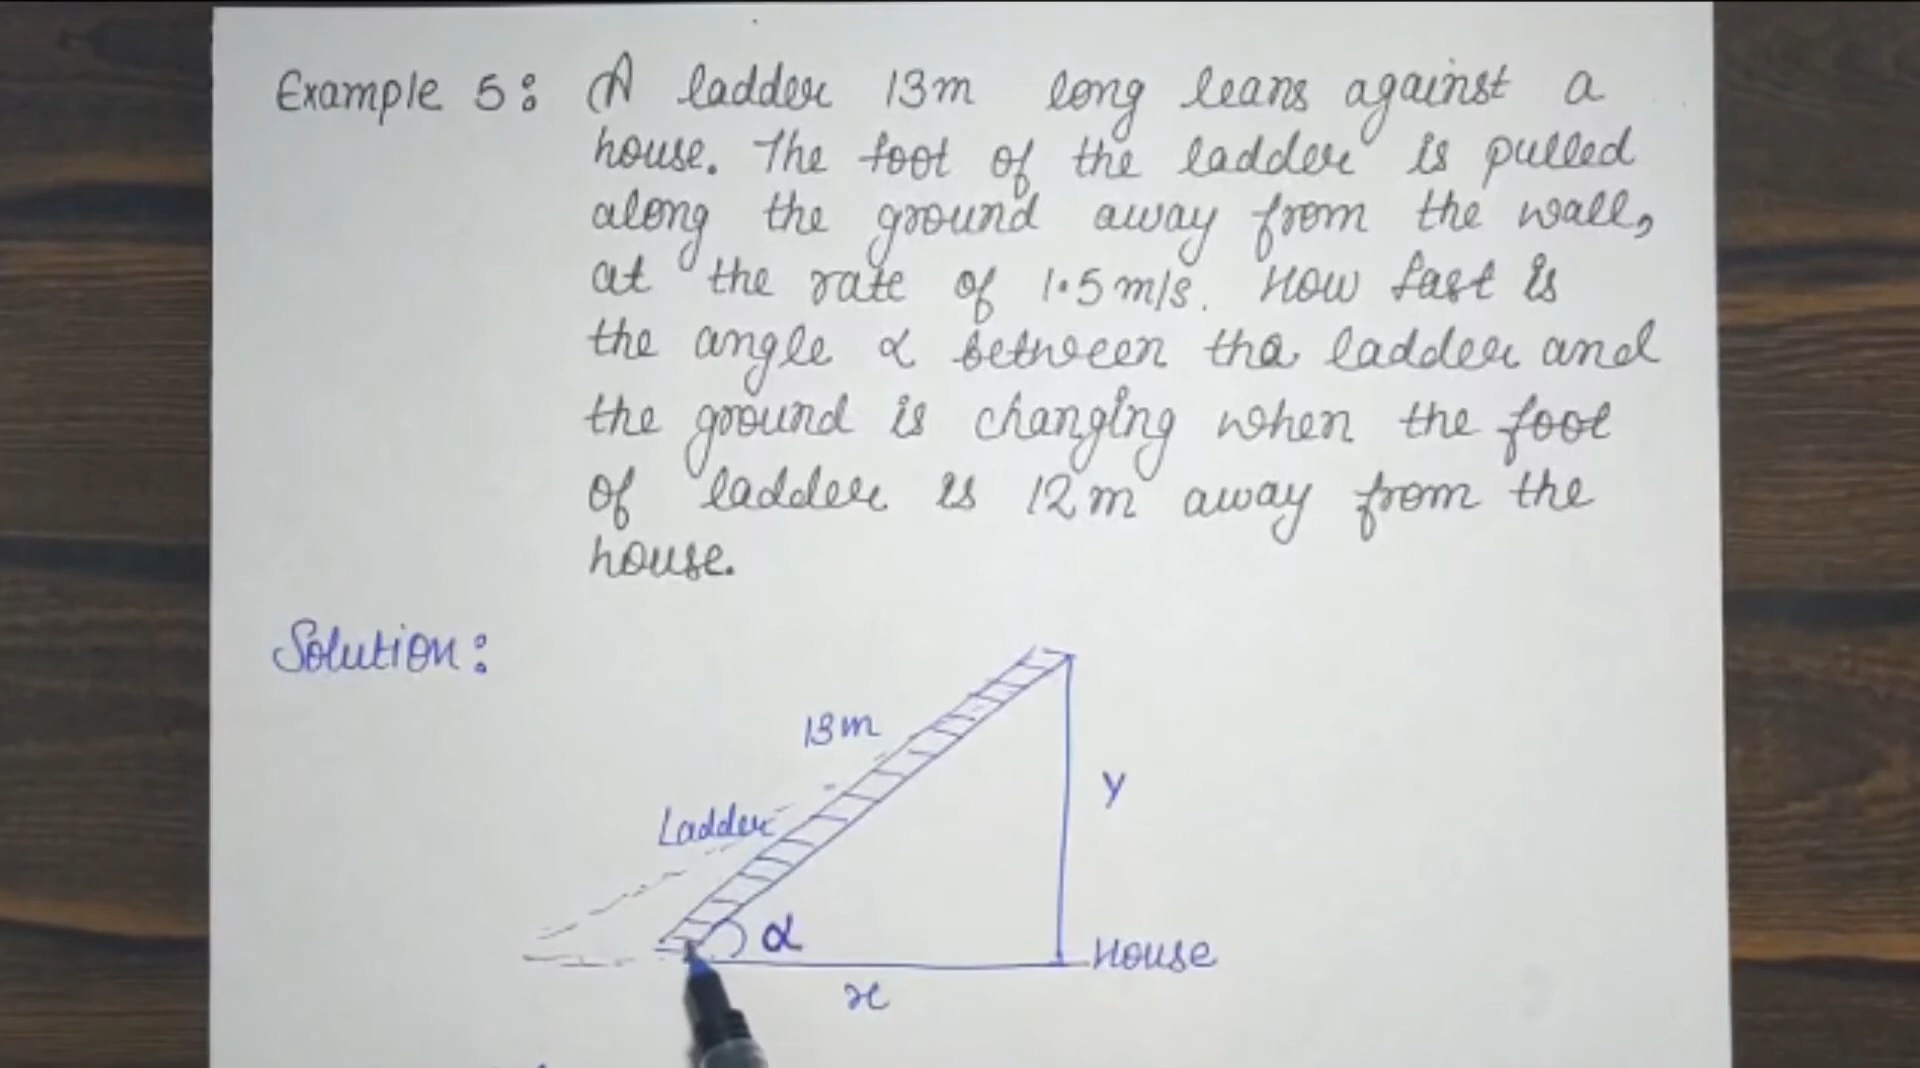 Example 5: A ladder 13m long leans against a
house. The foot of the ladder is pulled
along the ground away from the wall,
at the rate of 1.5 m/s. How fast is
the angle α between the ladder and
the ground is changing when the foot
of ladder is 12m away from the
house.
Solution:
13m
y
Ladder
α
House
x